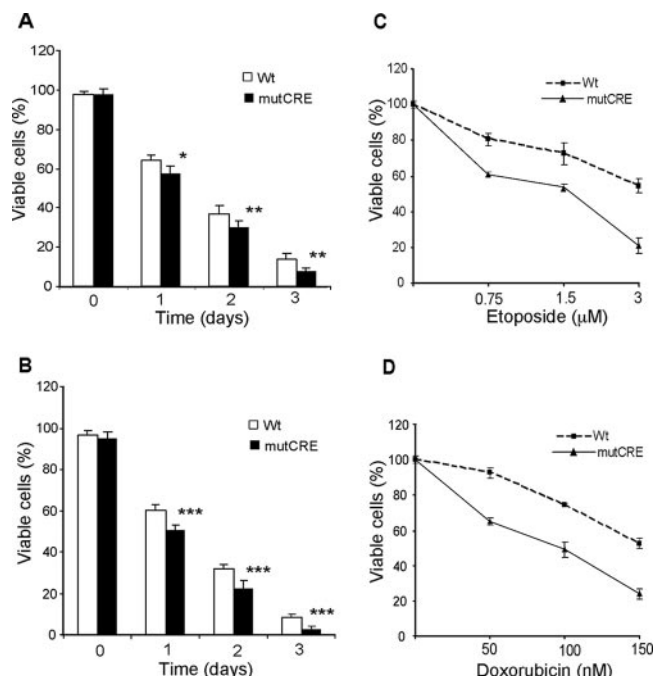 A
120
100
80
60
40
20
0
Viable cells (%)
Wt
mutCRE
*
**
**
0 1 2 3
Time (days)
B
120
100
80
60
40
20
0
Viable cells (%)
Wt
mutCRE
***
***
***
0 1 2 3
Time (days)
C
120
100
80
60
40
20
0
Viable cells (%)
Wt
mutCRE
0.75 1.5 3
Etoposide (μM)
D
120
100
80
60
40
20
0
Viable cells (%)
Wt
mutCRE
50 100 150
Doxorubicin (nM)